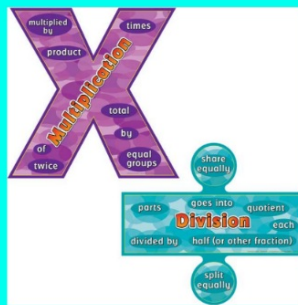 multiplied
by
times
product
Multiplication
total
by
of
equal
groups
twice
share
equally
parts
goes into
quotient
Division
each
divided by
half (or other fraction)
split
equally